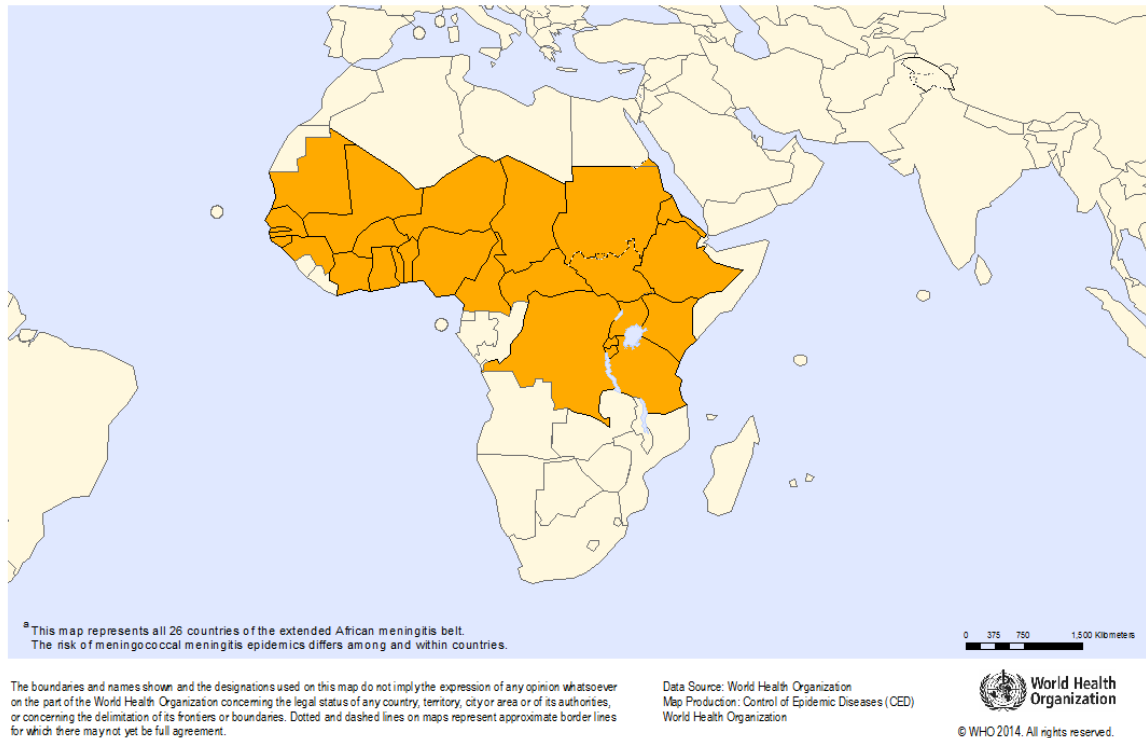 a This map represents all 26 countries of the extended African meningitis belt.
The risk of meningococcal meningitis epidemics differs among and within countries.
0 375 750 1,500 Kilometers
The boundaries and names shown and the designations used on this map do not imply the expression of any opinion whatsoever
on the part of the World Health Organization concerning the legal status of any country, territory, city or area or of its authorities,
or concerning the delimitation of its frontiers or boundaries. Dotted and dashed lines on maps represent approximate border lines
for which there may not yet be full agreement.
Data Source: World Health Organization
Map Production: Control of Epidemic Diseases (CED)
World Health Organization
World Health
Organization
© WHO 2014. All rights reserved.